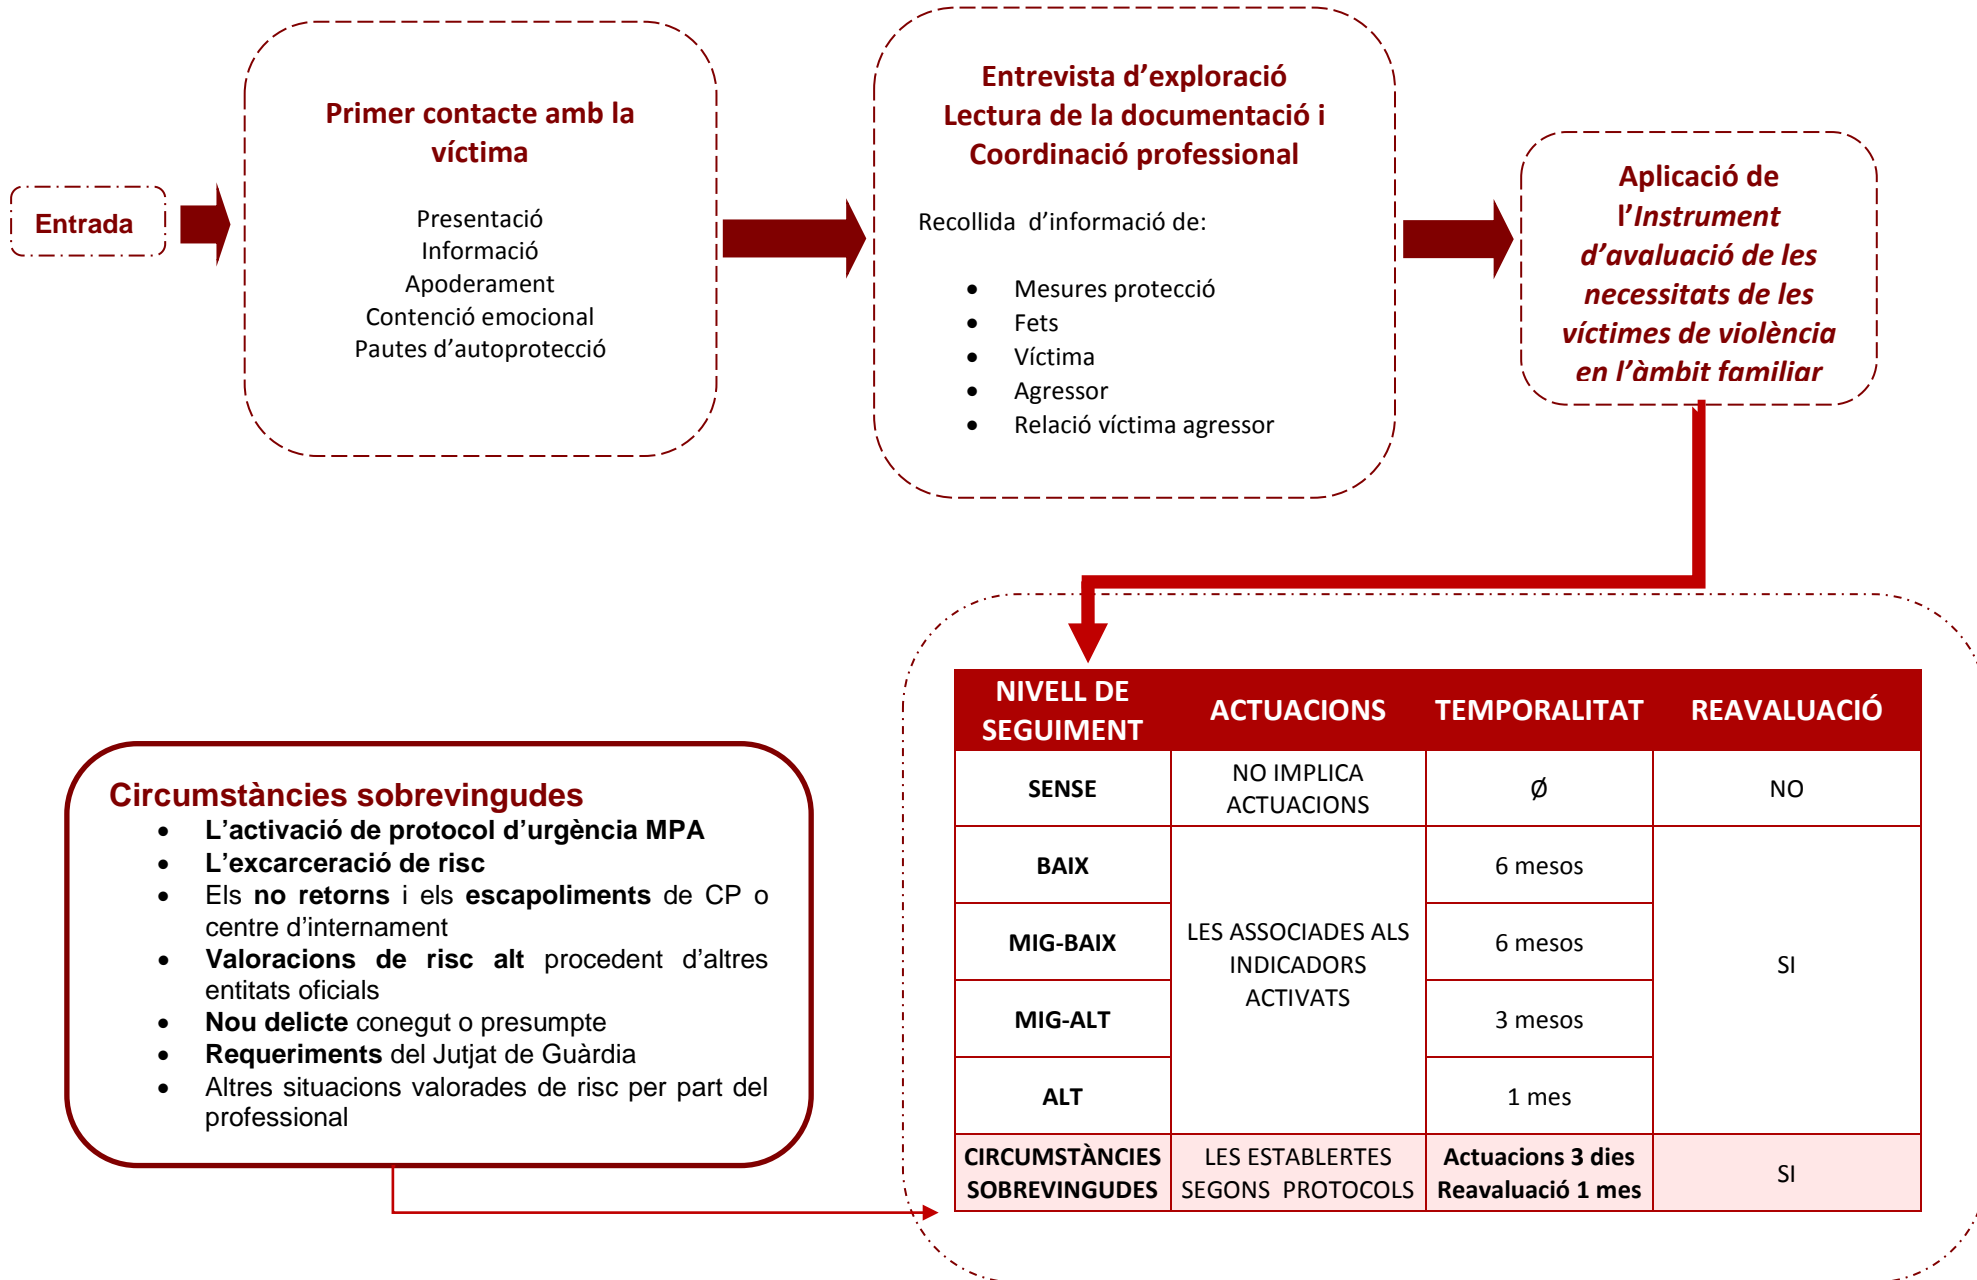 Entrada
Primer contacte amb la
víctima
Presentació
Informació
Apoderament
Contenció emocional
Pautes d'autoprotecció
Entrevista d'exploració
Lectura de la documentació i
Coordinació professional
Recollida d'informació de:
• Mesures protecció
• Fets
• Víctima
• Agressor
• Relació víctima agressor
Aplicació de
l'Instrument
d'avaluació de les
necessitats de les
víctimes de violència
en l'àmbit familiar
Circumstàncies sobrevingudes
• L'activació de protocol d'urgència MPA
• L'excarceració de risc
• Els no retorns i els escapoliments de CP o
centre d'internament
• Valoracions de risc alt procedent d'altres
entitats oficials
• Nou delicte conegut o presumpte
• Requeriments del Jutjat de Guàrdia
• Altres situacions valorades de risc per part del
professional
NIVELL DE
SEGUIMENT
ACTUACIONS
TEMPORALITAT
REAVALUACIÓ
SENSE
NO IMPLICA
ACTUACIONS
Ø
NO
BAIX
6 mesos
MIG-BAIX
LES ASSOCIADES ALS
INDICADORS
ACTIVATS
6 mesos
SI
MIG-ALT
3 mesos
ALT
1 mes
CIRCUMSTÀNCIES
SOBREVINGUDES
LES ESTABLERTES
SEGONS PROTOCOLS
Actuacions 3 dies
Reavaluació 1 mes
SI